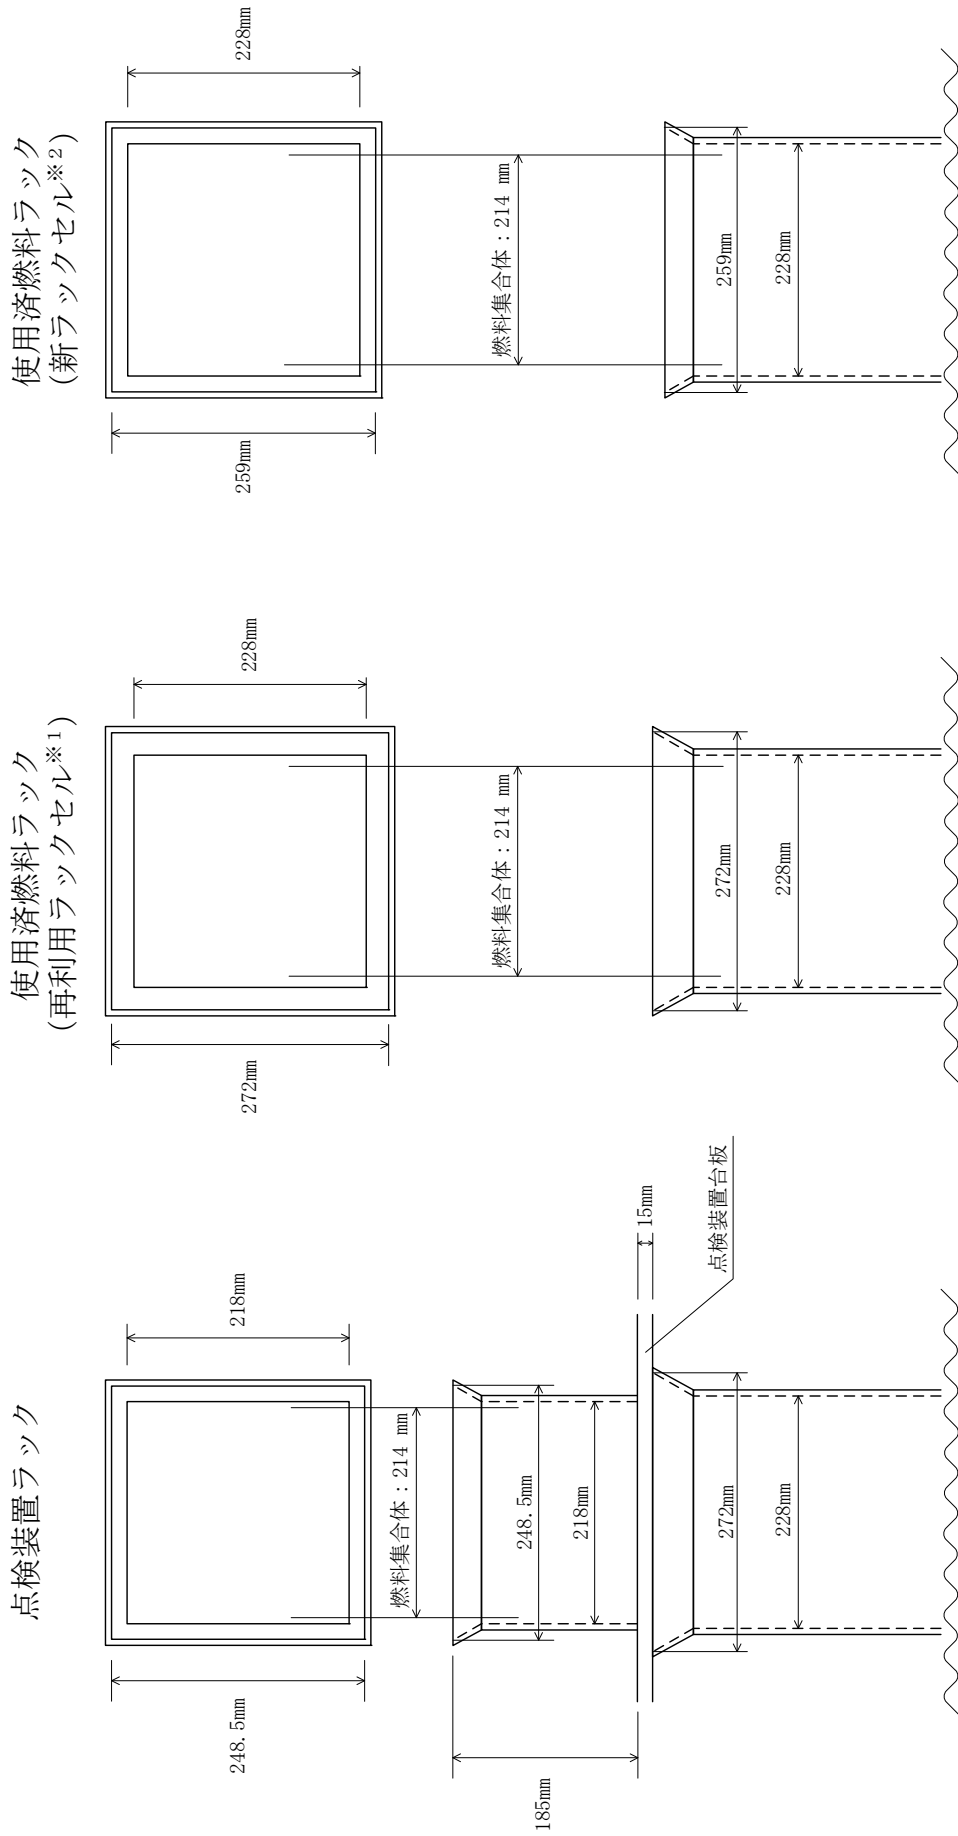 点検装置ラック
248.5mm
218mm
燃料集合体：214 mm
248.5mm
218mm
185mm
15mm
点検装置台板
272mm
228mm
使用済燃料ラック
(再利用ラックセル※1)
272mm
228mm
燃料集合体：214 mm
272mm
228mm
使用済燃料ラック
(新ラックセル※2)
259mm
228mm
燃料集合体：214 mm
259mm
228mm